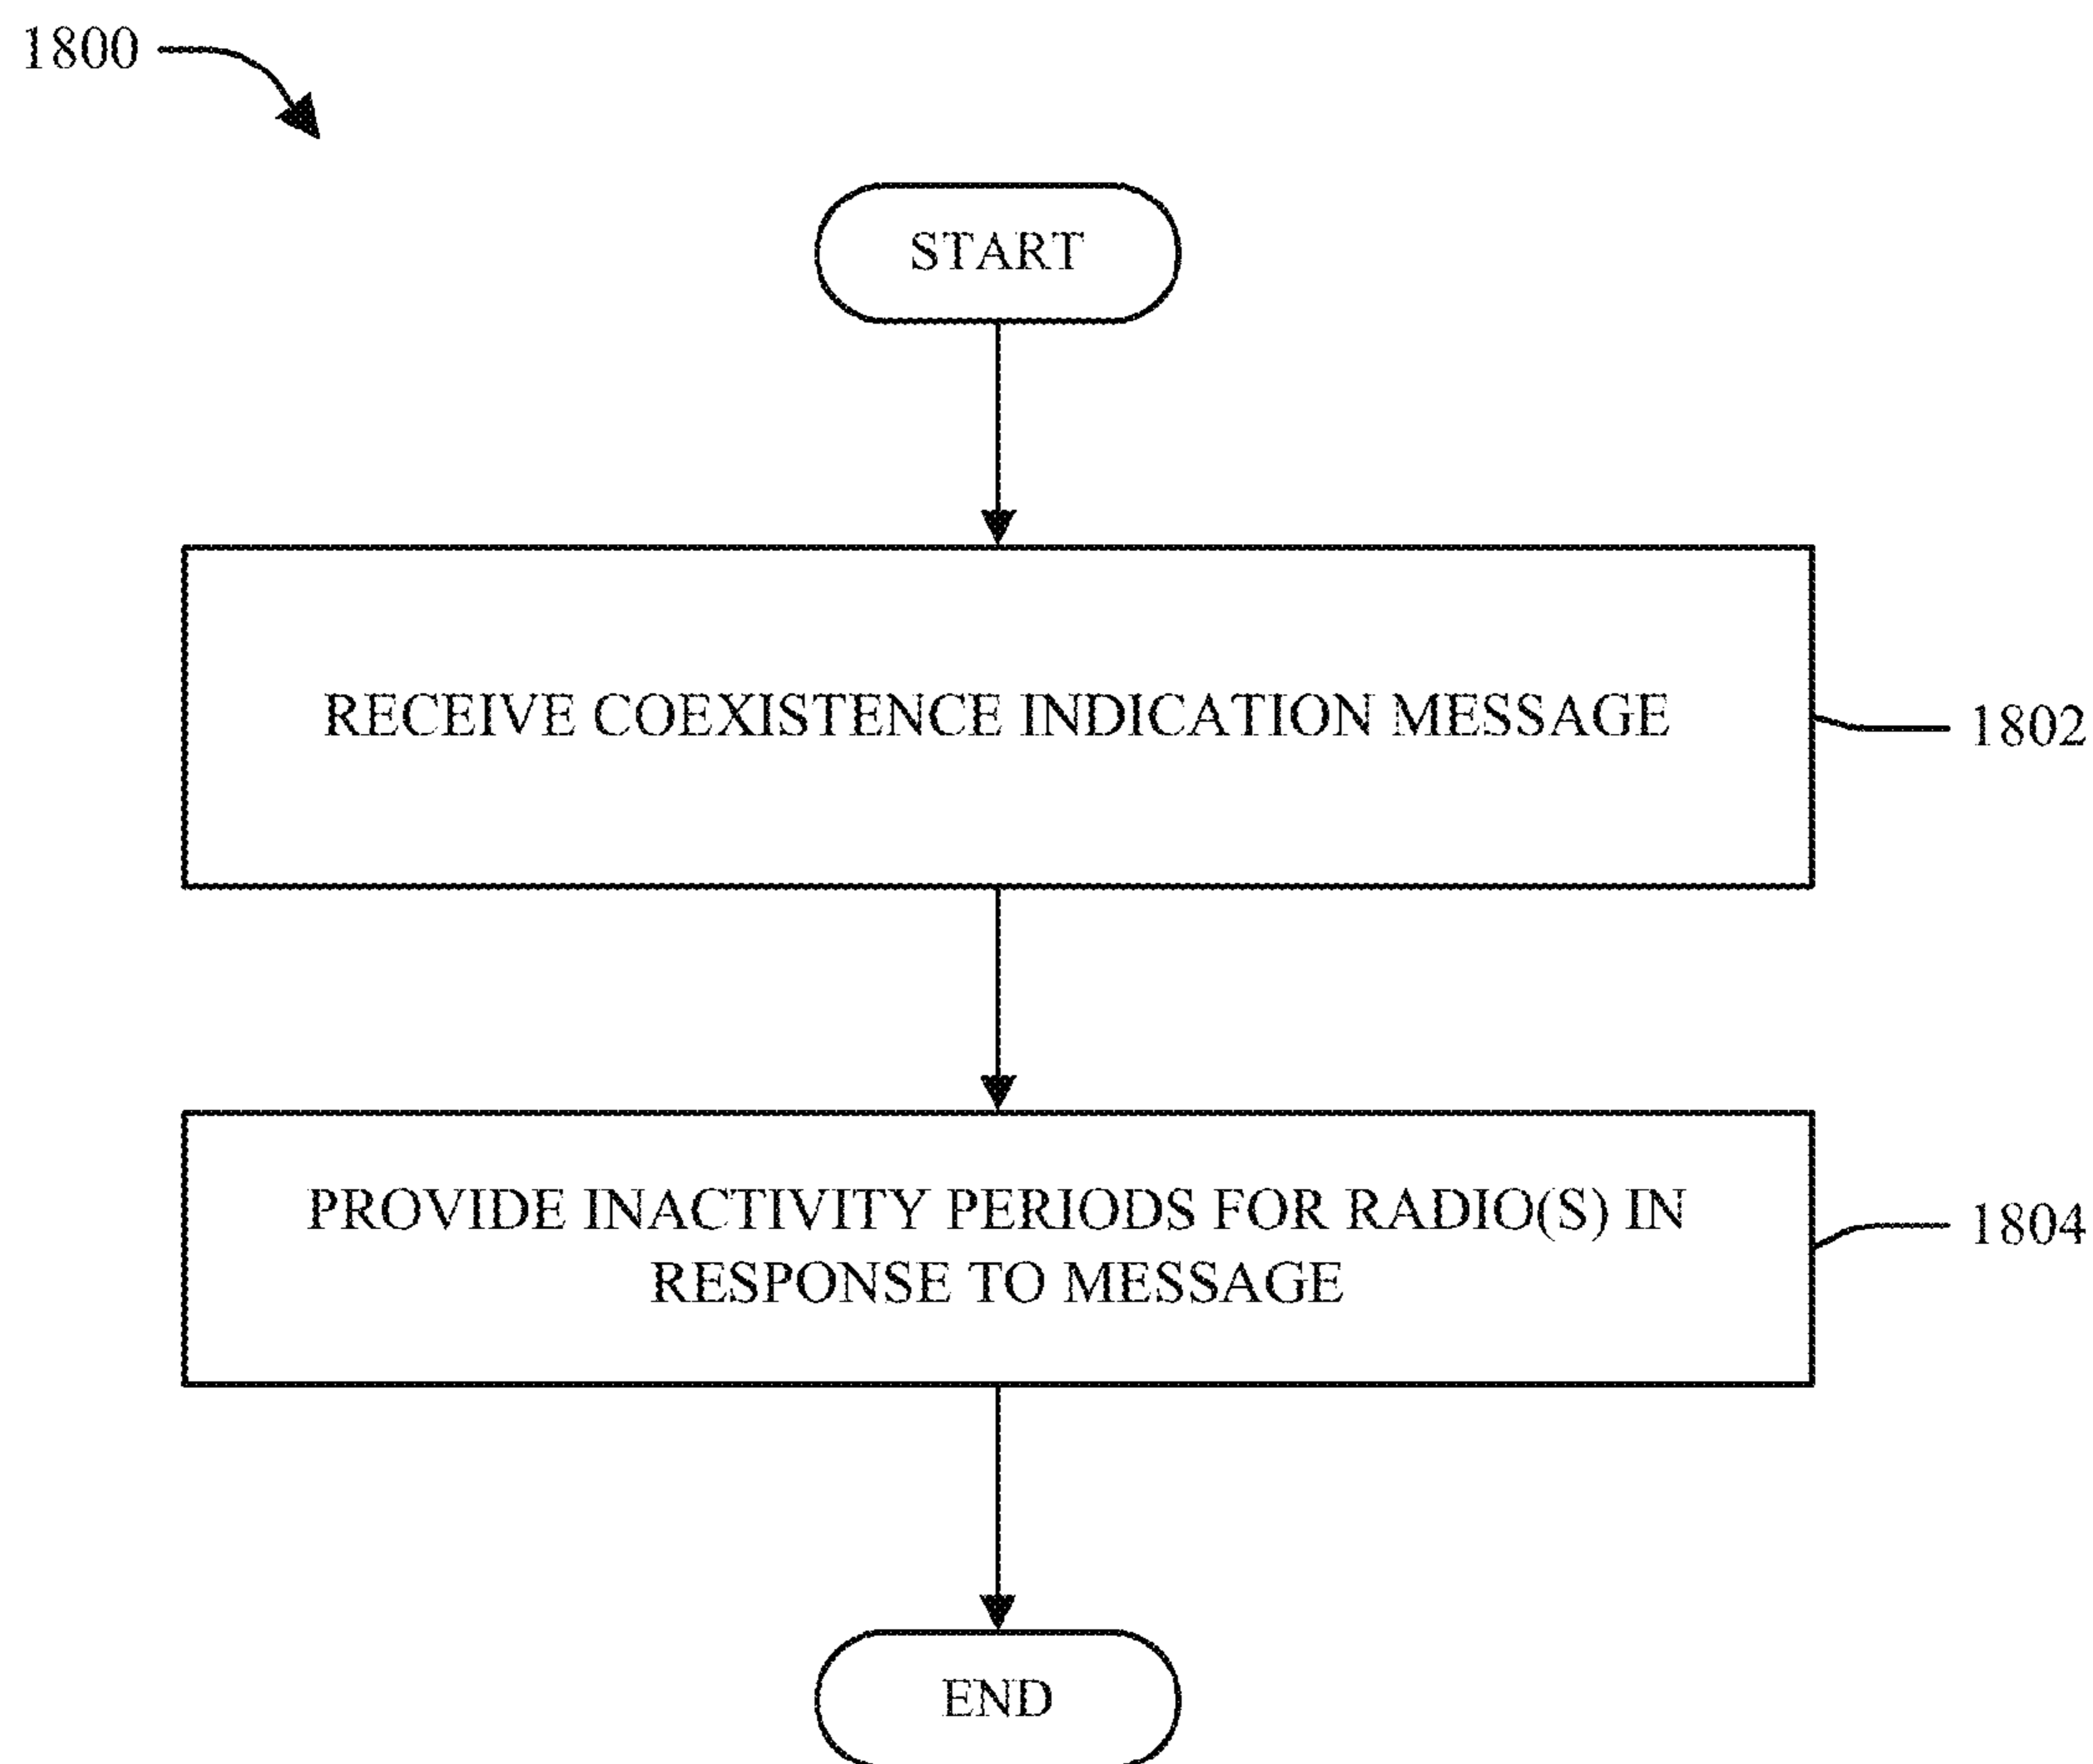 1800
START
RECEIVE COEXISTENCE INDICATION MESSAGE
1802
PROVIDE INACTIVITY PERIODS FOR RADIO(S) IN
RESPONSE TO MESSAGE
1804
END